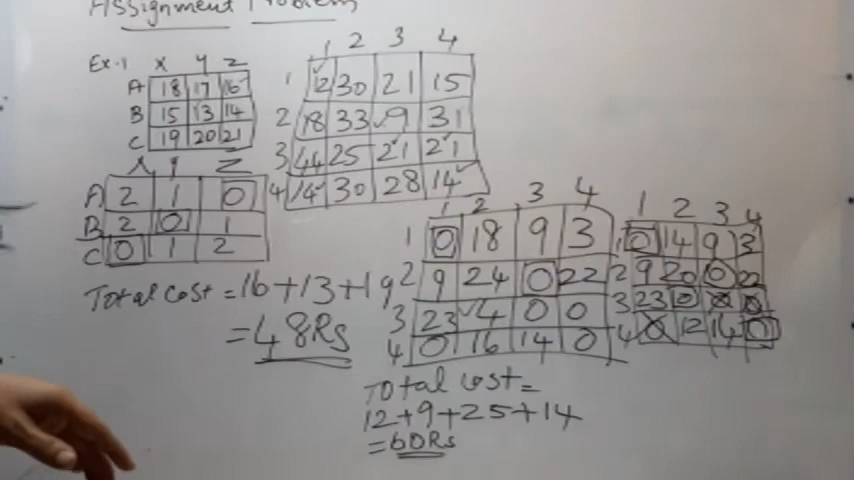 Assignment Problem
Ex-1 X Y Z
A 18 17 16
B 15 13 14
C 19 20 21
X Y Z
A 2 1 0
B 2 0 1
C 0 1 2
Total cost = 16+13+19
= 48Rs
1 2 3 4
1 12 30 21 15
2 18 33 9 31
3 44 25 21 21
4 14 30 28 14
1 2 3 4
1 0 18 9 3
2 9 24 0 22
3 23 4 0 0
4 0 16 14 0
1 2 3 4
1 0 14 9 3
2 9 20 0 22
3 23 0 0 0
4 0 12 14 0
Total cost =
12+9+25+14
= 60Rs